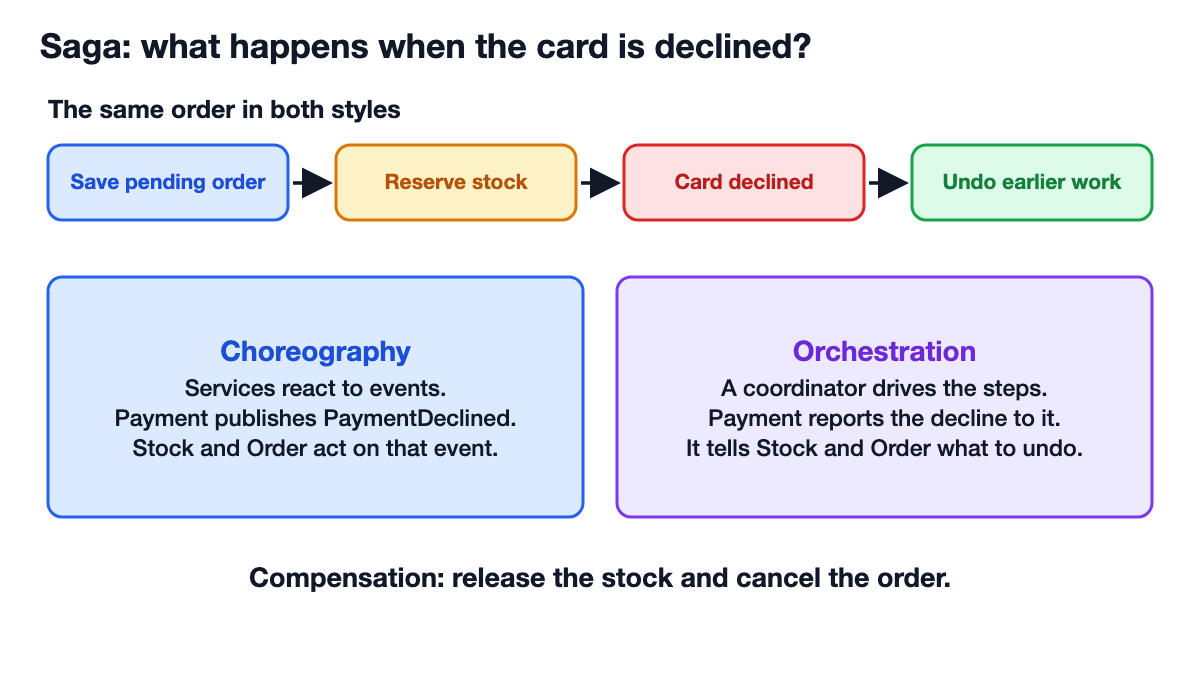 Saga: what happens when the card is declined?
The same order in both styles
Save pending order
Reserve stock
Card declined
Undo earlier work
Choreography
Services react to events.
Payment publishes PaymentDeclined.
Stock and Order act on that event.
Orchestration
A coordinator drives the steps.
Payment reports the decline to it.
It tells Stock and Order what to undo.
Compensation: release the stock and cancel the order.